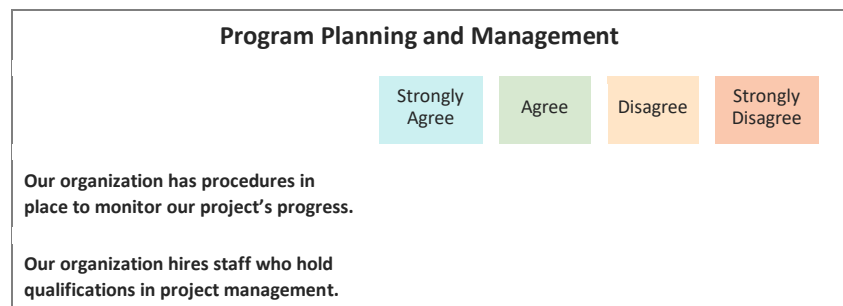 Program Planning and Management
Strongly
Agree
Agree
Disagree
Strongly
Disagree
Our organization has procedures in
place to monitor our project’s progress.
Our organization hires staff who hold
qualifications in project management.